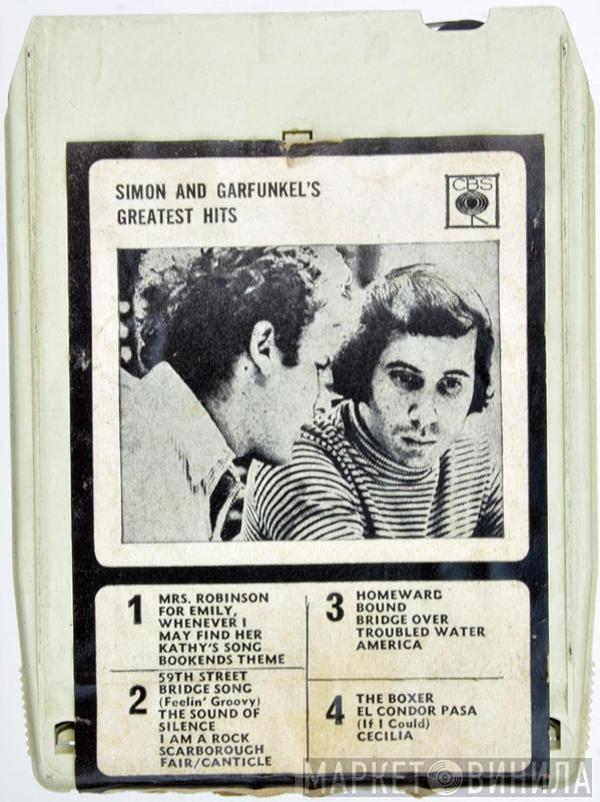 SIMON AND GARFUNKEL'S
GREATEST HITS
CBS
1
MRS. ROBINSON
FOR EMILY,
WHENEVER I
MAY FIND HER
KATHY'S SONG
BOOKENDS THEME
2
59TH STREET
BRIDGE SONG
(Feelin' Groovy)
THE SOUND OF
SILENCE
I AM A ROCK
SCARBOROUGH
FAIR/CANTICLE
3
HOMEWARD
BOUND
BRIDGE OVER
TROUBLED WATER
AMERICA
4
THE BOXER
EL CONDOR PASA
(If I Could)
CECILIA
МАРКЕТ ВИНИЛА